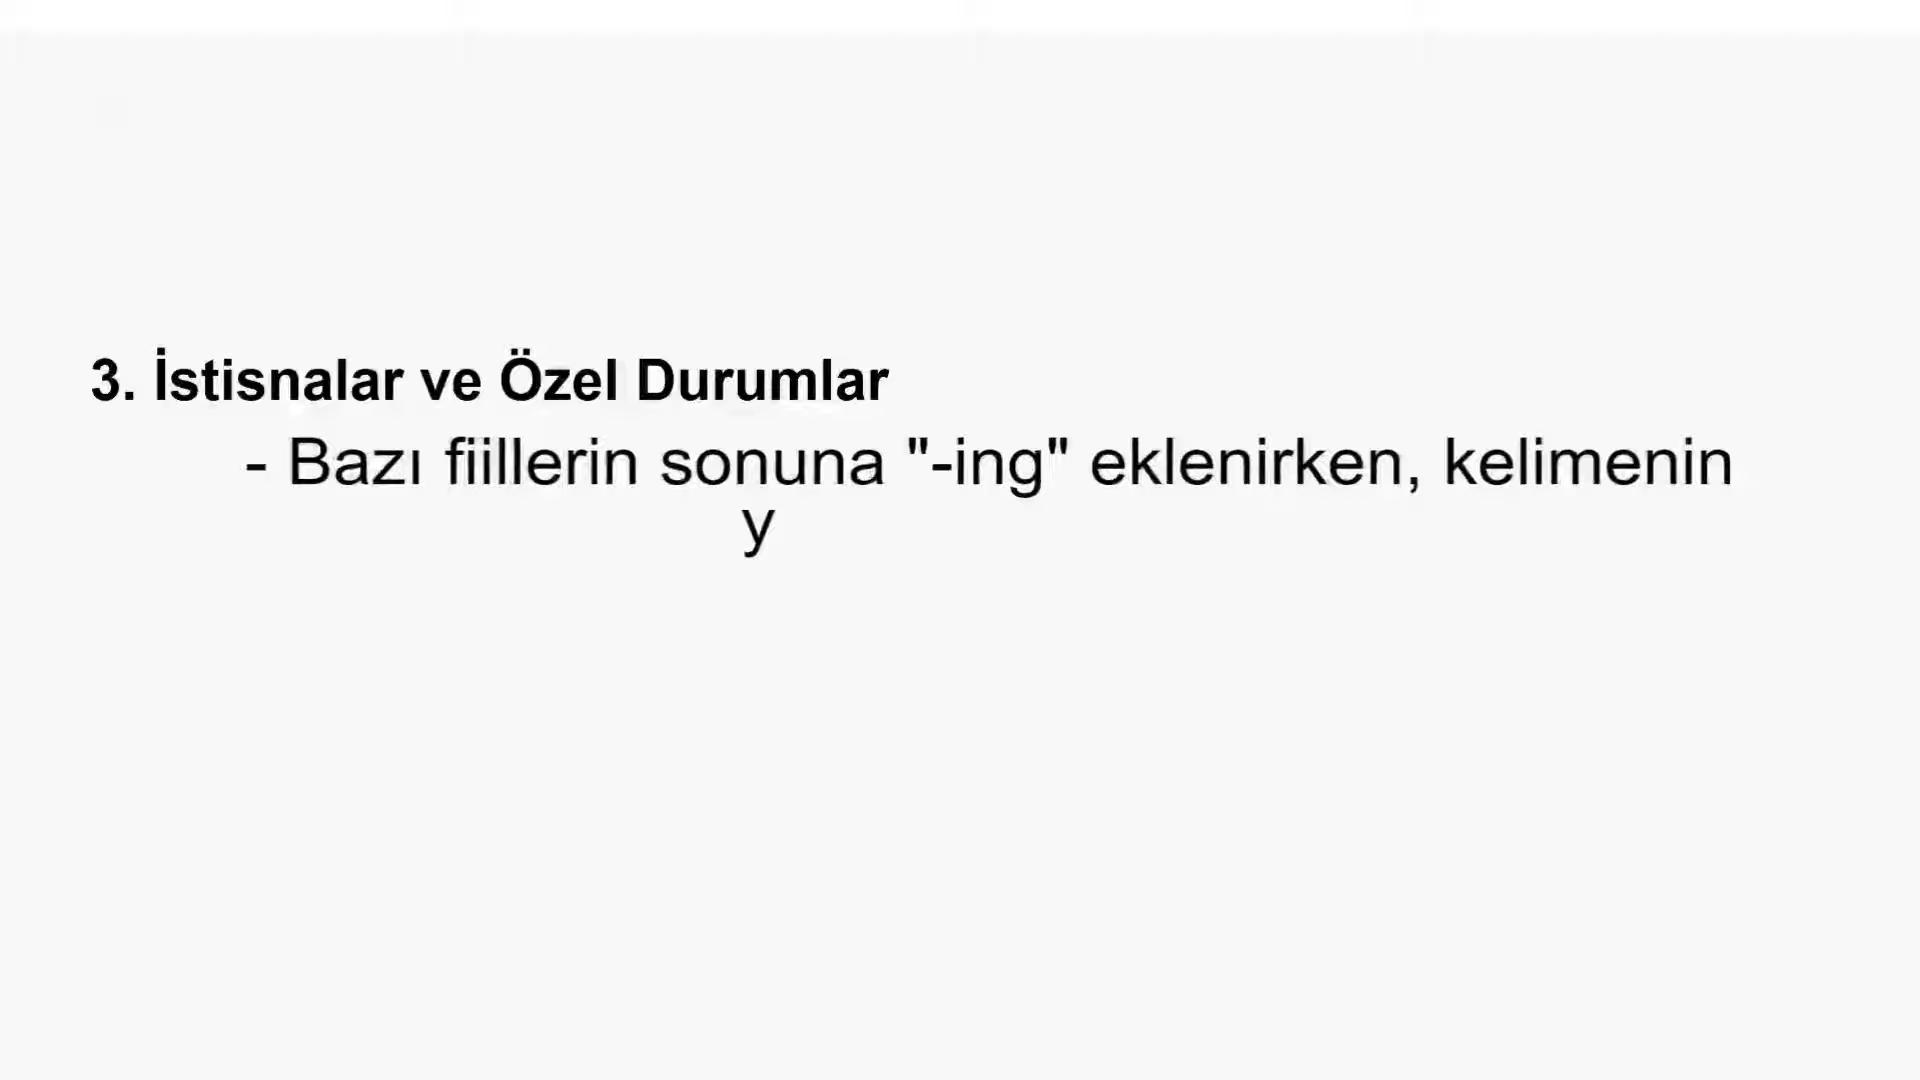 3. İstisnalar ve Özel Durumlar
- Bazı fiillerin sonuna "-ing" eklenirken, kelimenin
y